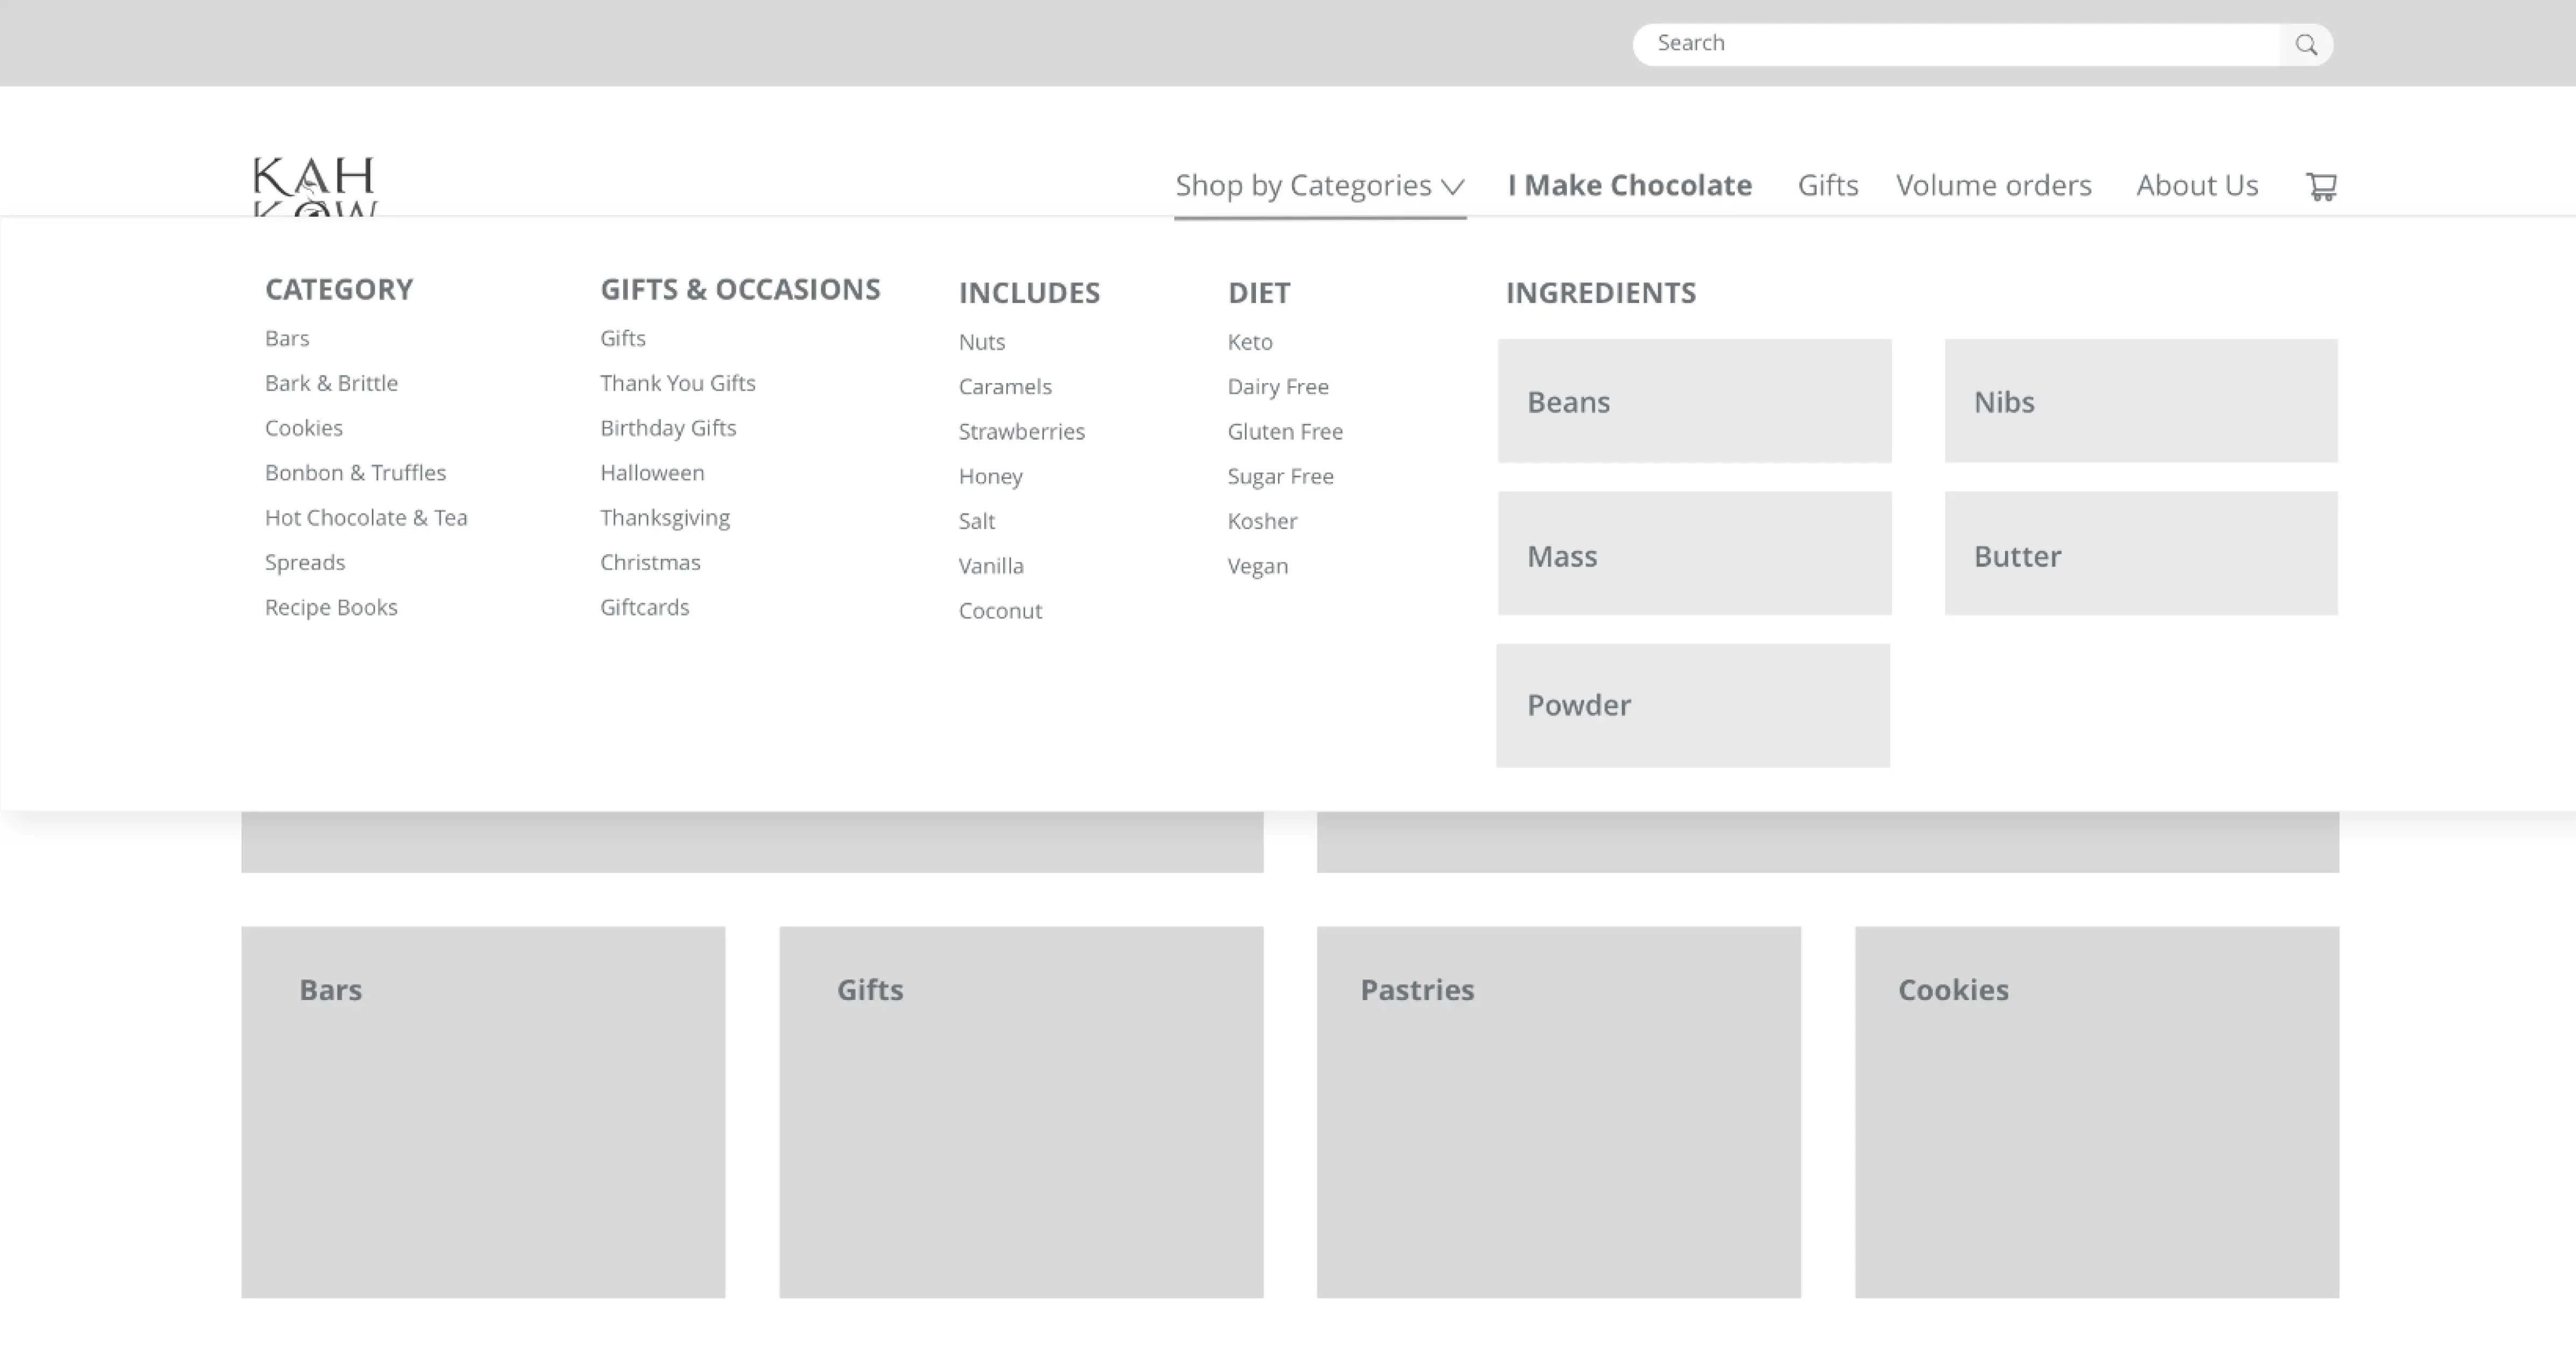 Search
KAH
KOW
Shop by Categories
I Make Chocolate
Gifts
Volume orders
About Us
CATEGORY
Bars
Bark & Brittle
Cookies
Bonbon & Truffles
Hot Chocolate & Tea
Spreads
Recipe Books
GIFTS & OCCASIONS
Gifts
Thank You Gifts
Birthday Gifts
Halloween
Thanksgiving
Christmas
Giftcards
INCLUDES
Nuts
Caramels
Strawberries
Honey
Salt
Vanilla
Coconut
DIET
Keto
Dairy Free
Gluten Free
Sugar Free
Kosher
Vegan
INGREDIENTS
Beans
Nibs
Mass
Butter
Powder
Bars
Gifts
Pastries
Cookies